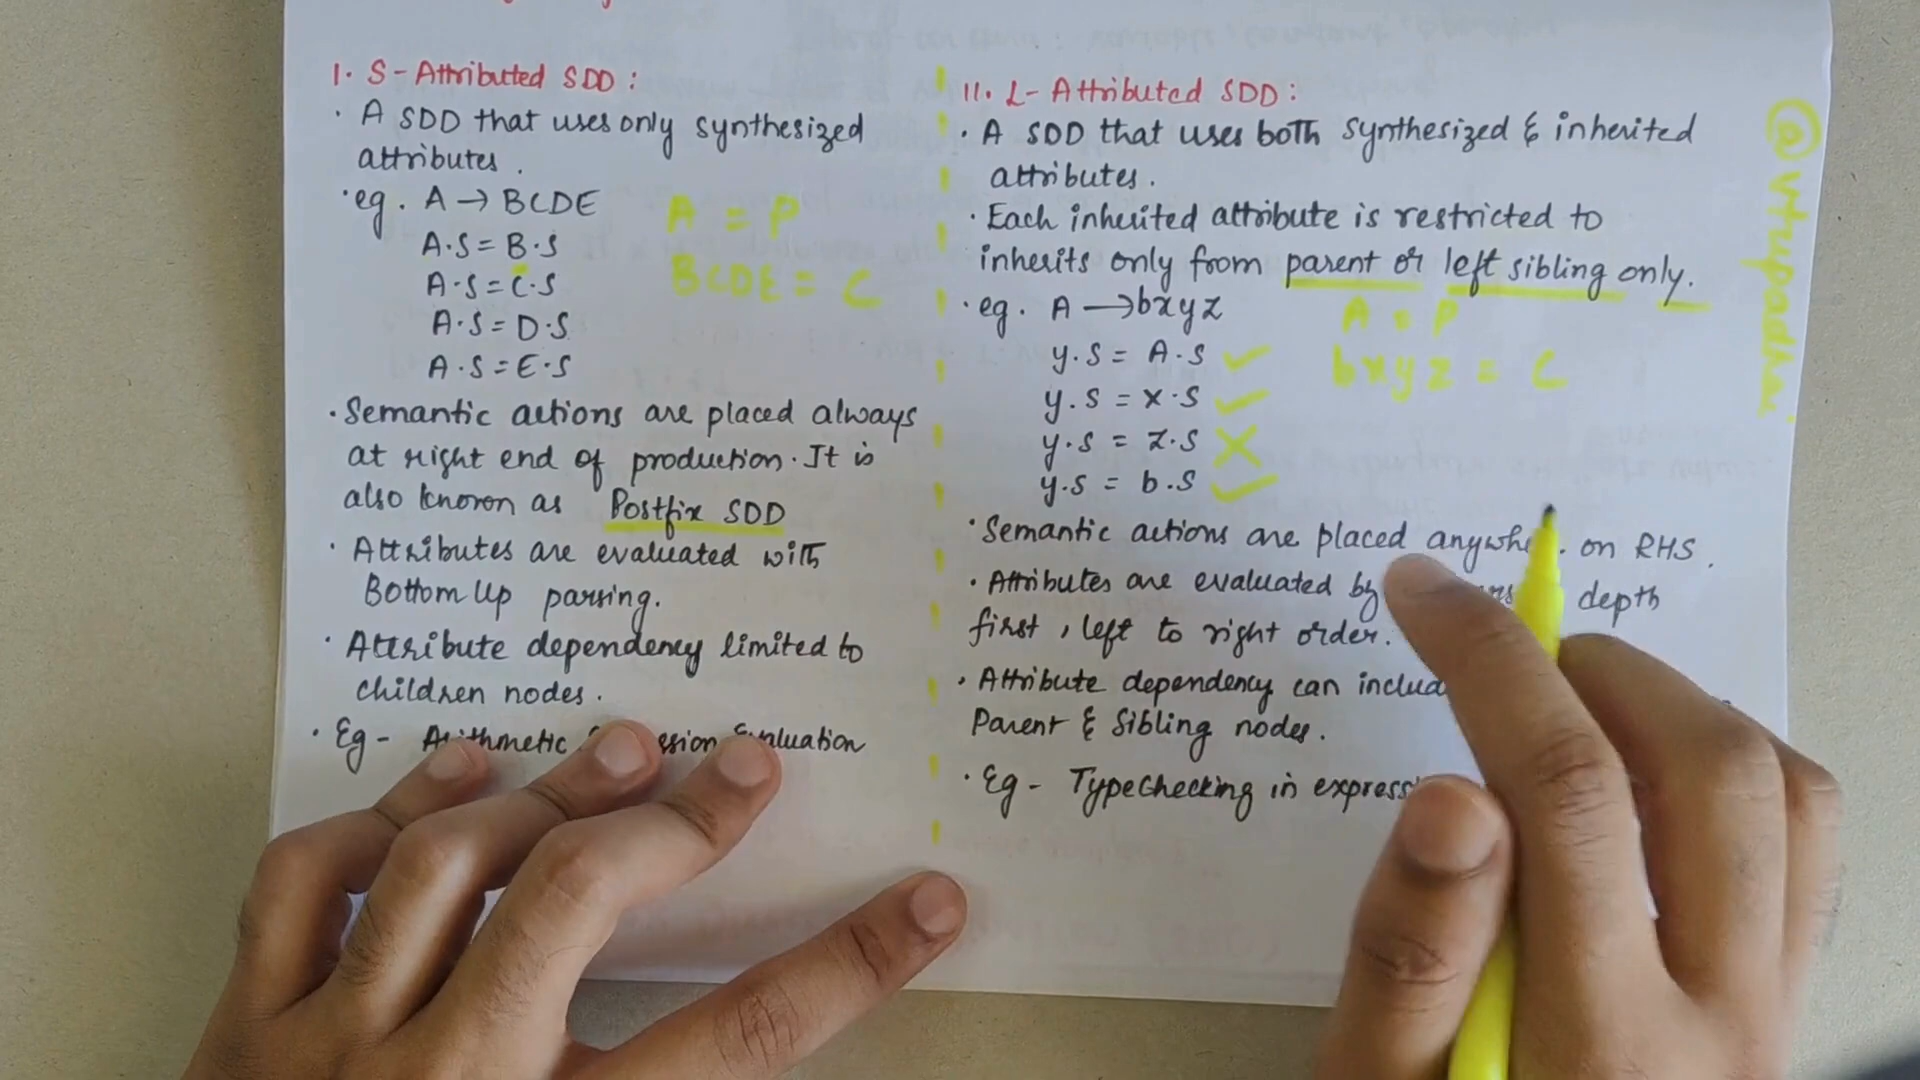 I. S-Attributed SDD:
· A SDD that uses only synthesized
attributes.
· eg. A → BCDE
A·S = B·S
A·S = C·S
A·S = D·S
A·S = E·S
A = P
BCDE = C
· Semantic actions are placed always
at right end of production. It is
also known as Postfix SDD
· Attributes are evaluated with
Bottom Up parsing.
· Attribute dependency limited to
children nodes.
· Eg - Evaluation
II. L-Attributed SDD:
· A SDD that uses both synthesized & inherited
attributes.
· Each inherited attribute is restricted to
inherits only from parent or left sibling only.
· eg. A → bxyz
y·S = A·S ✓
y·S = x·S ✓
y·S = z·S ✗
y·S = b·S ✓
A = P
bxyz = C
· Semantic actions are placed on RHS.
· Attributes are evaluated by depth
first, left to right order.
· Attribute dependency can
Parent & Sibling nodes.
· Eg - Typechecking in
@vtupadhai